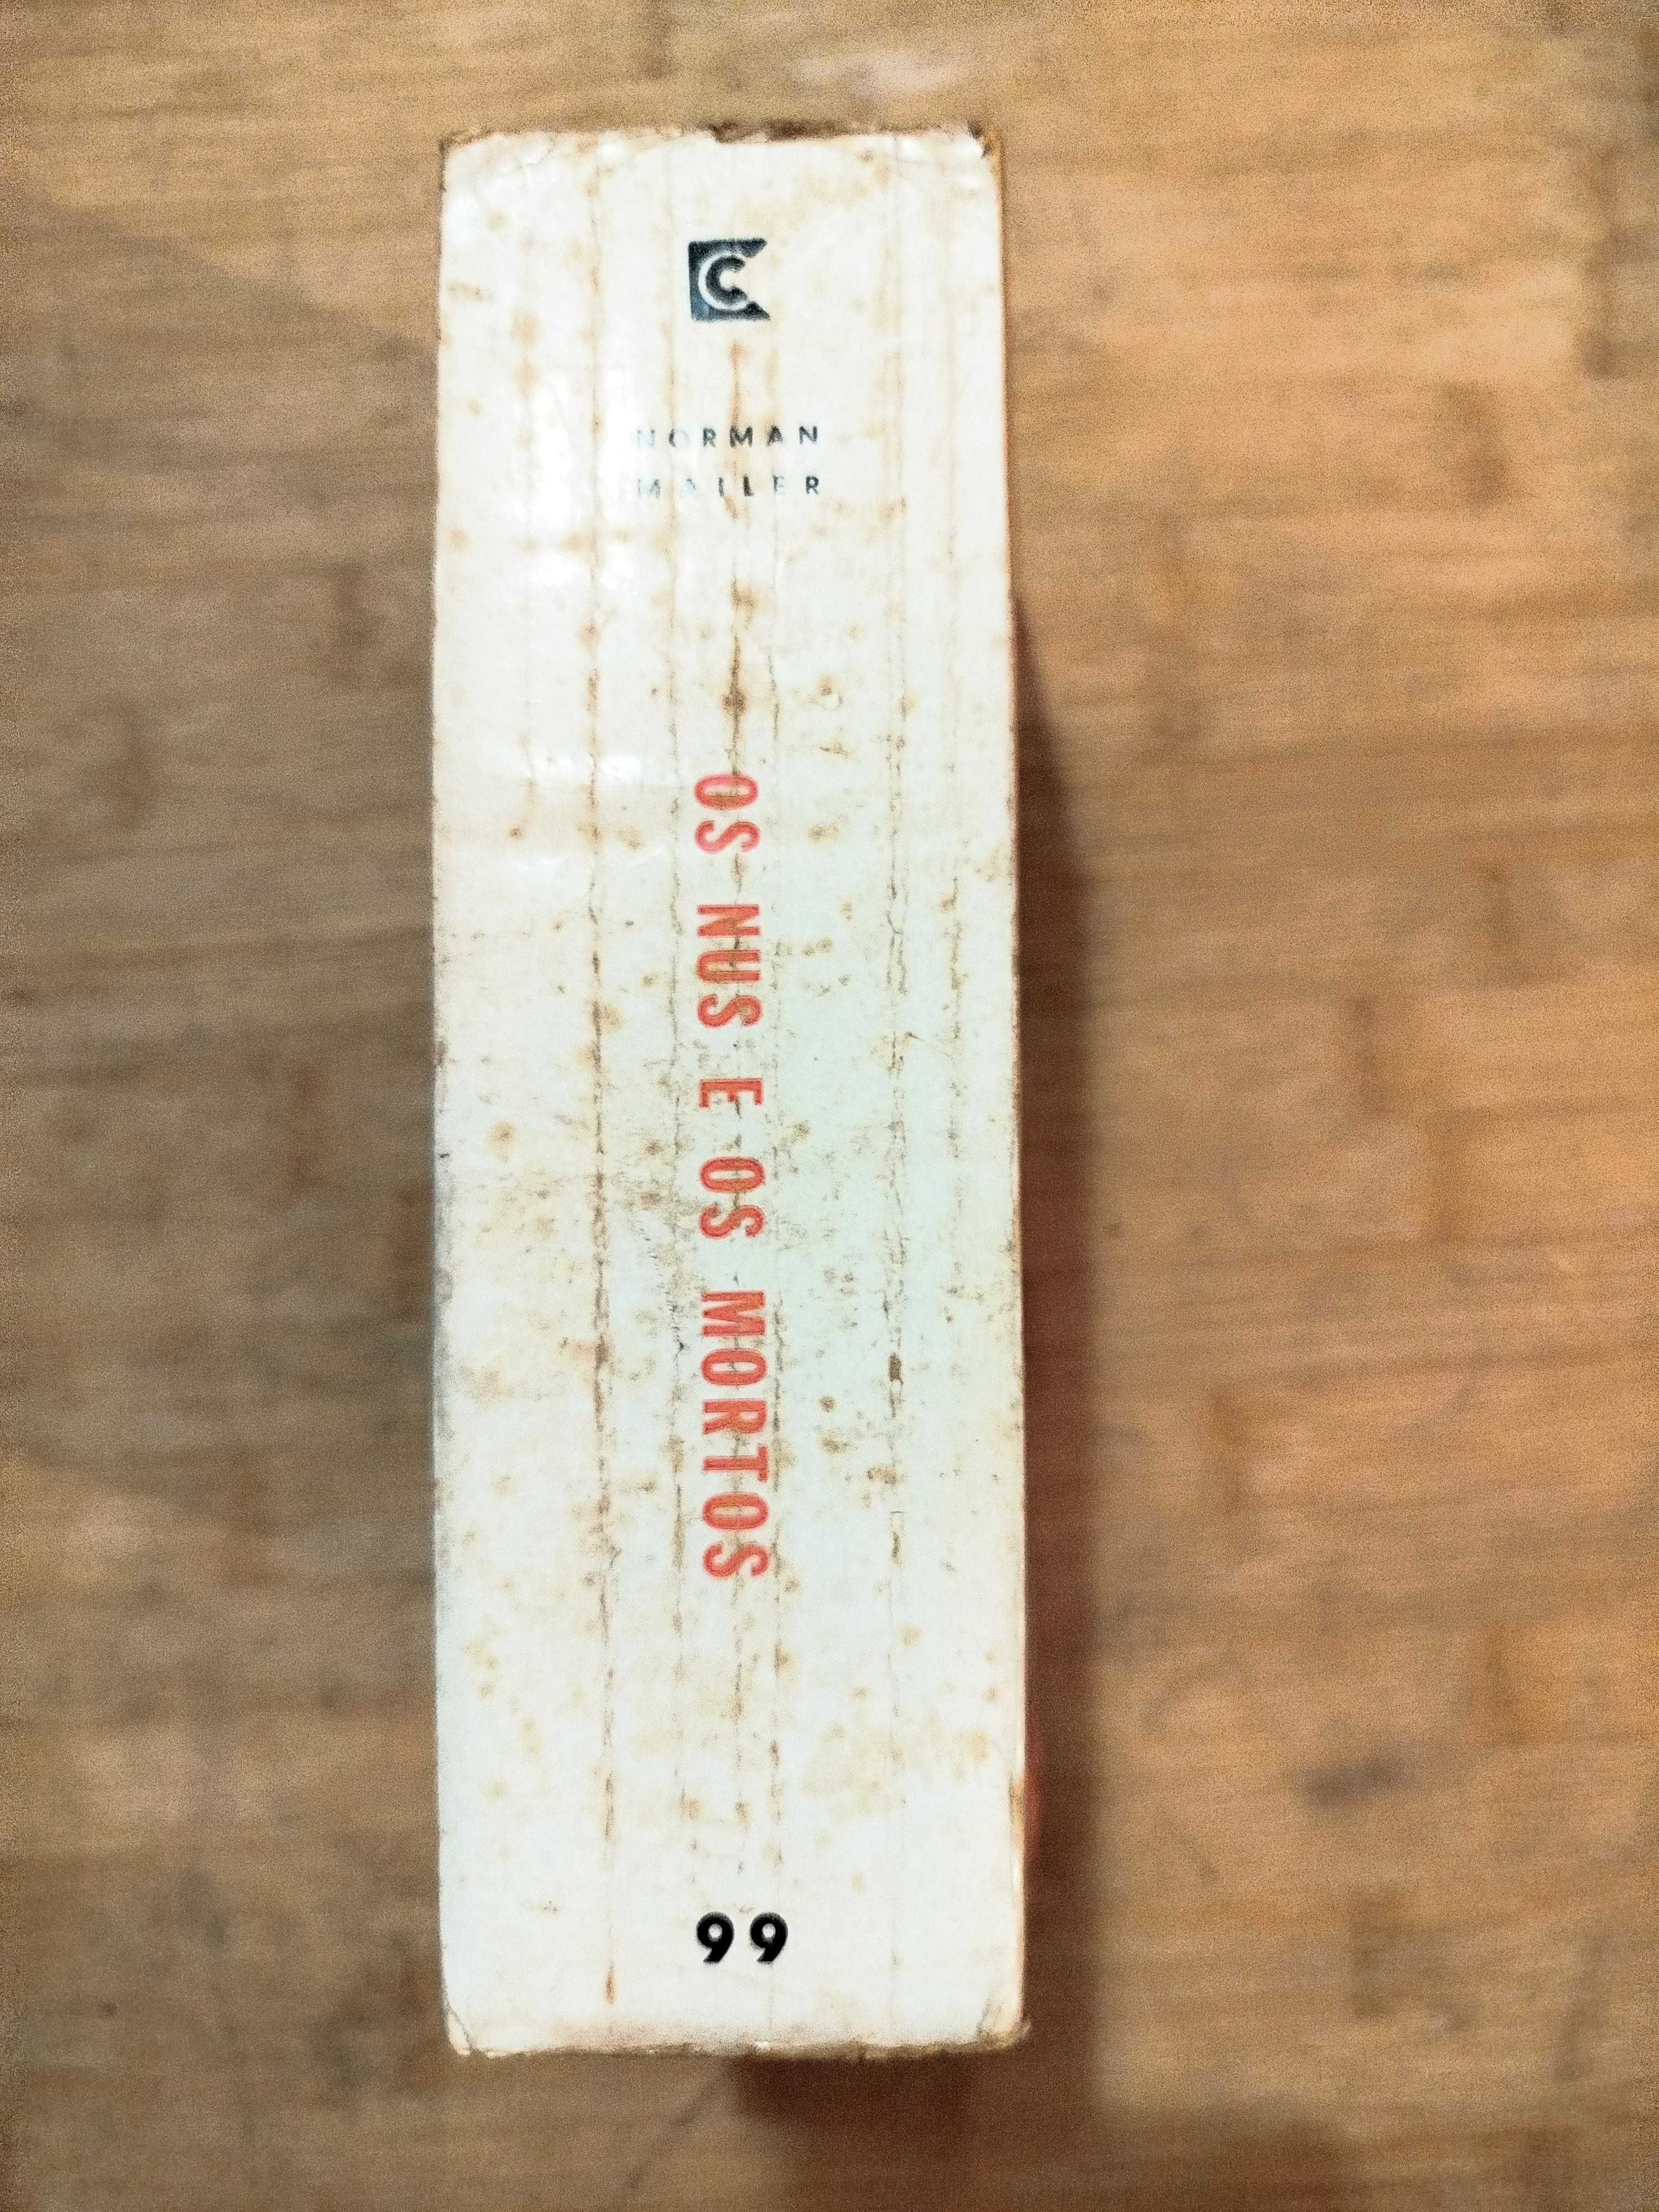 C
NORMAN
MAILER
OS NUS E OS MORTOS
99